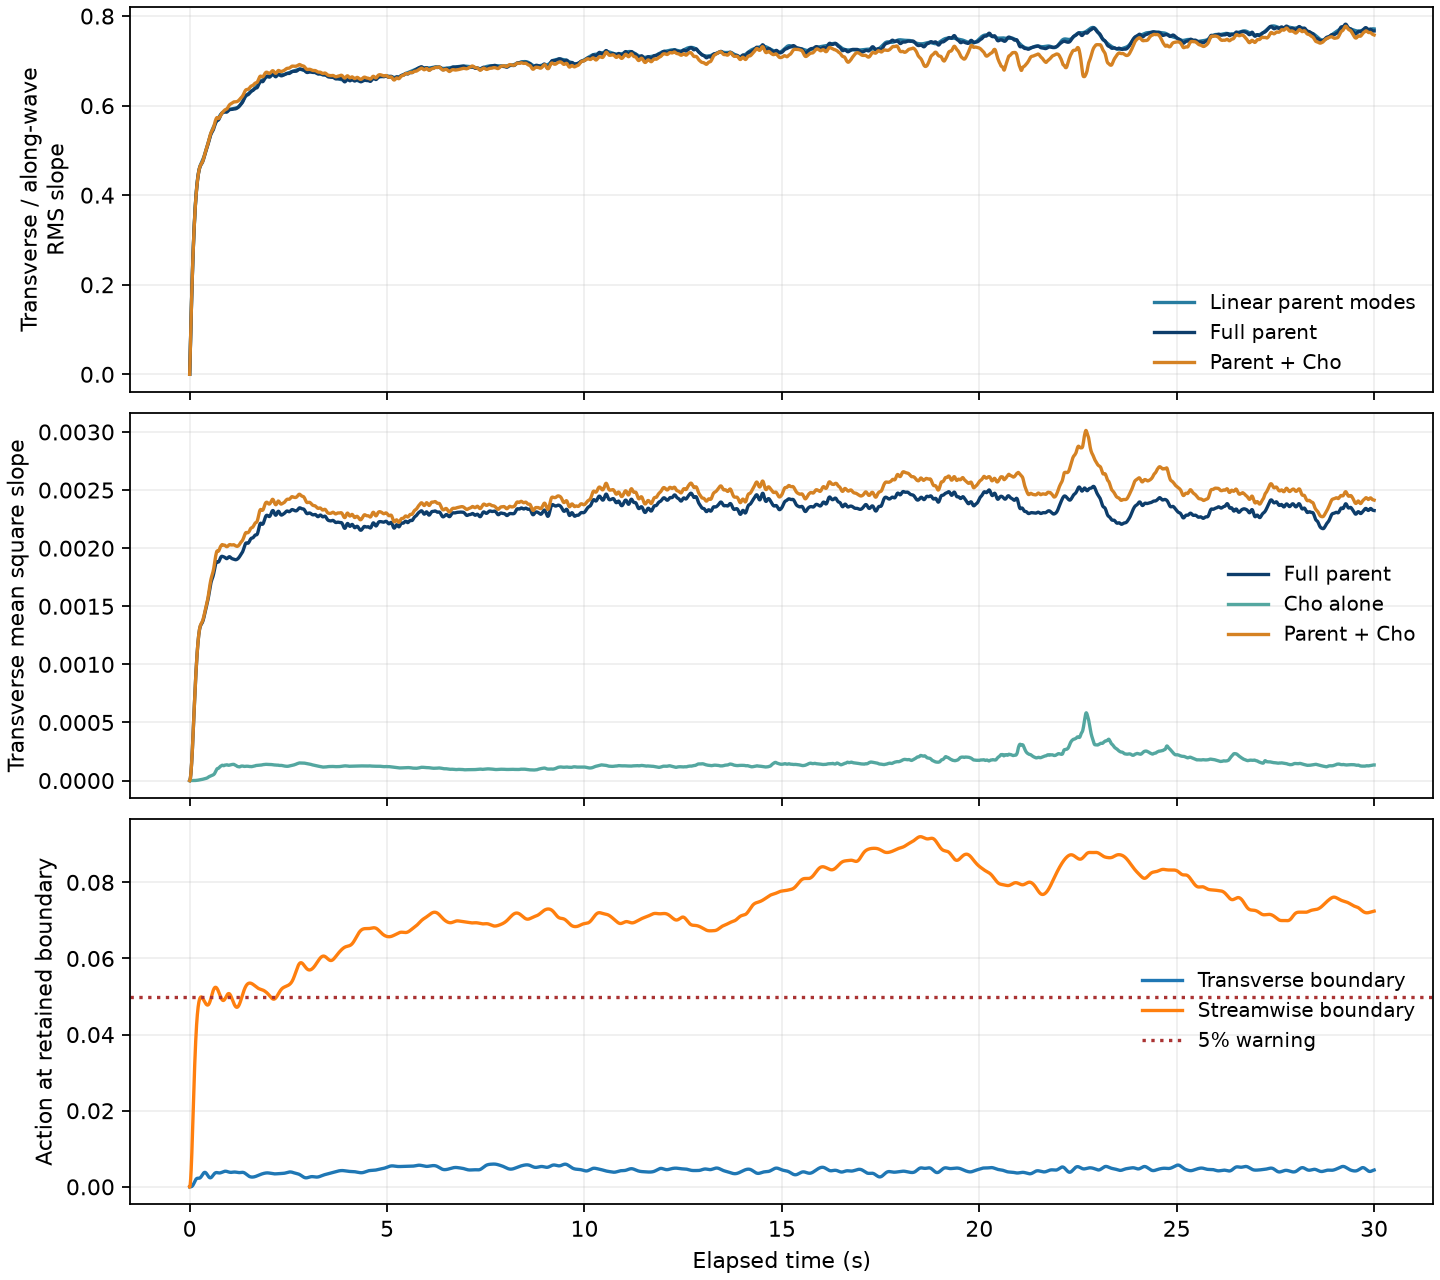 Transverse / along-wave
RMS slope
0.8
0.6
0.4
0.2
0.0
Linear parent modes
Full parent
Parent + Cho
Transverse mean square slope
0.0030
0.0025
0.0020
0.0015
0.0010
0.0005
0.0000
Full parent
Cho alone
Parent + Cho
Action at retained boundary
0.08
0.06
0.04
0.02
0.00
Transverse boundary
Streamwise boundary
5% warning
0 5 10 15 20 25 30
Elapsed time (s)